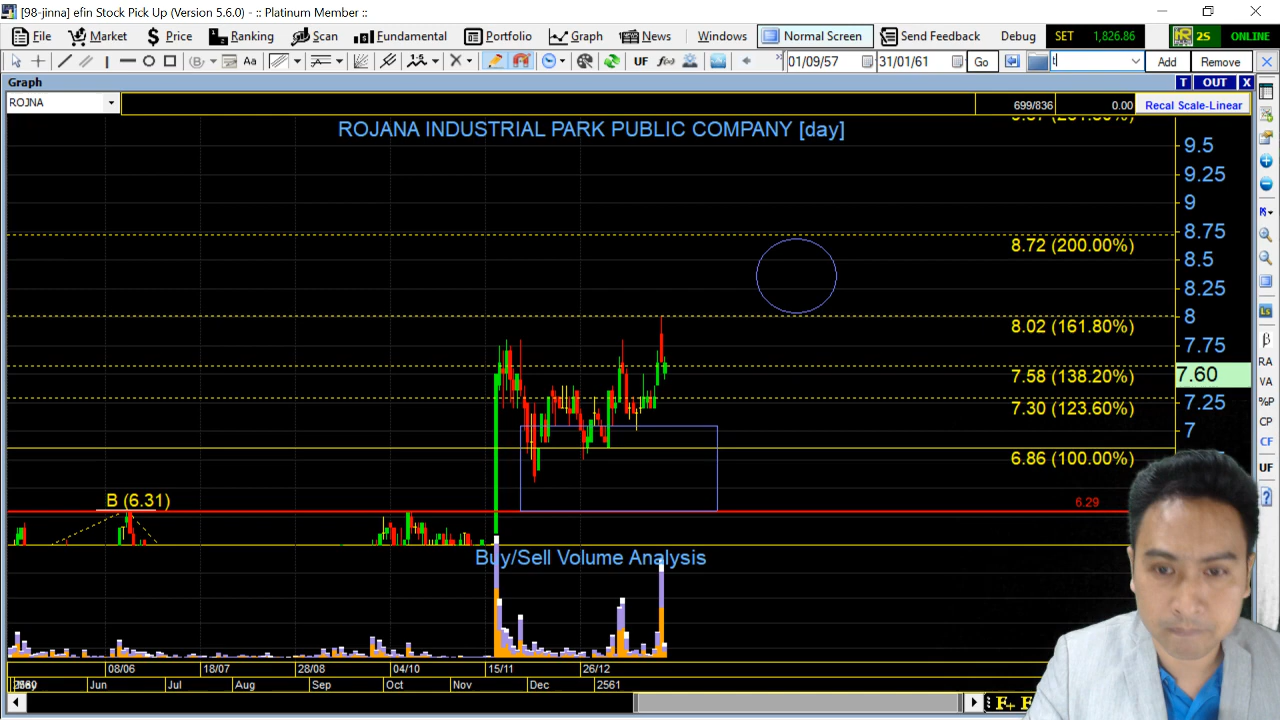 [98-jinna] efin Stock Pick Up (Version 5.6.0) - :: Platinum Member ::
File Market Price Ranking Scan Fundamental Portfolio Graph News Windows Normal Screen Send Feedback Debug SET 1,826.86 25 ONLINE
Aa UF 01/09/57 31/01/61 Go t Add Remove
Graph T OUT X
ROJNA 699/836 0.00 Recal Scale-Linear
ROJANA INDUSTRIAL PARK PUBLIC COMPANY [day]
9.5
9.25
9
8.75
8.72 (200.00%)
8.5
8.25
8
8.02 (161.80%)
7.75
7.58 (138.20%)
7.60
7.30 (123.60%)
7.25
7
6.86 (100.00%)
B (6.31)
6.29
Buy/Sell Volume Analysis
08/06 18/07 28/08 04/10 15/11 26/12
Jun Jul Aug Sep Oct Nov Dec 2561
F+
Ls
β
RA
VA
%P
CP
CF
UF
?